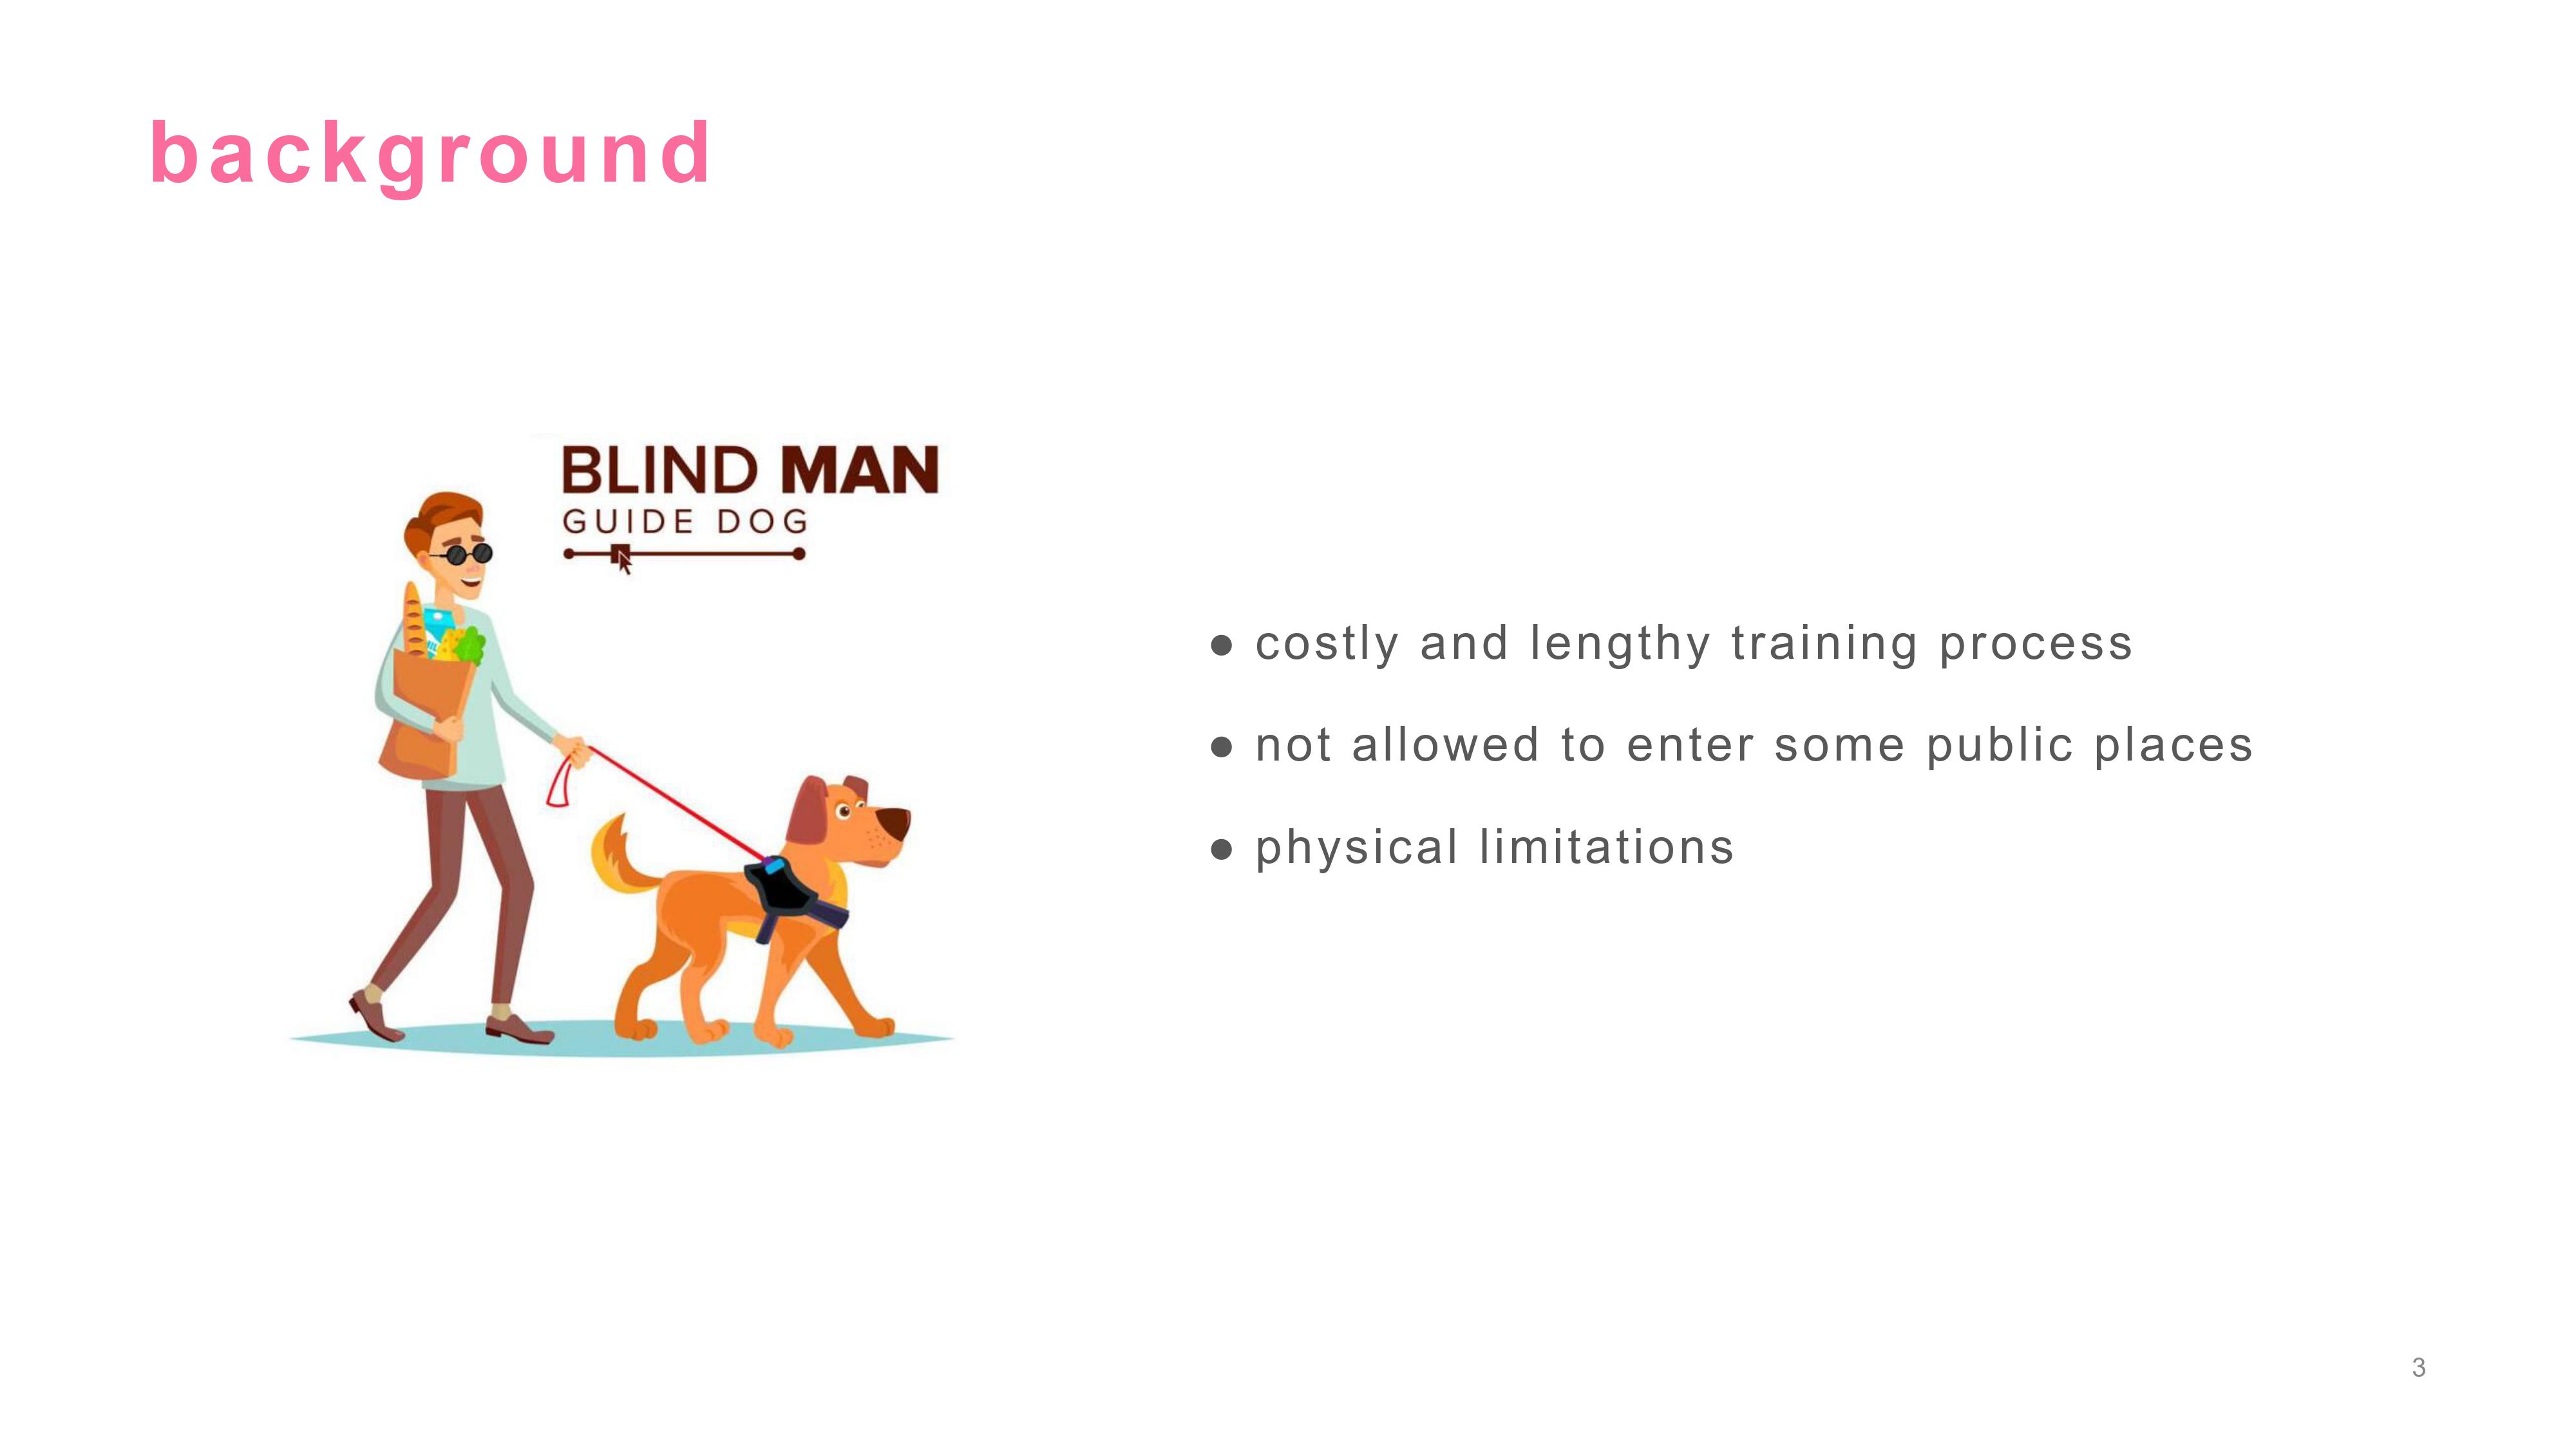 background
BLIND MAN
GUIDE DOG
● costly and lengthy training process
● not allowed to enter some public places
● physical limitations
3